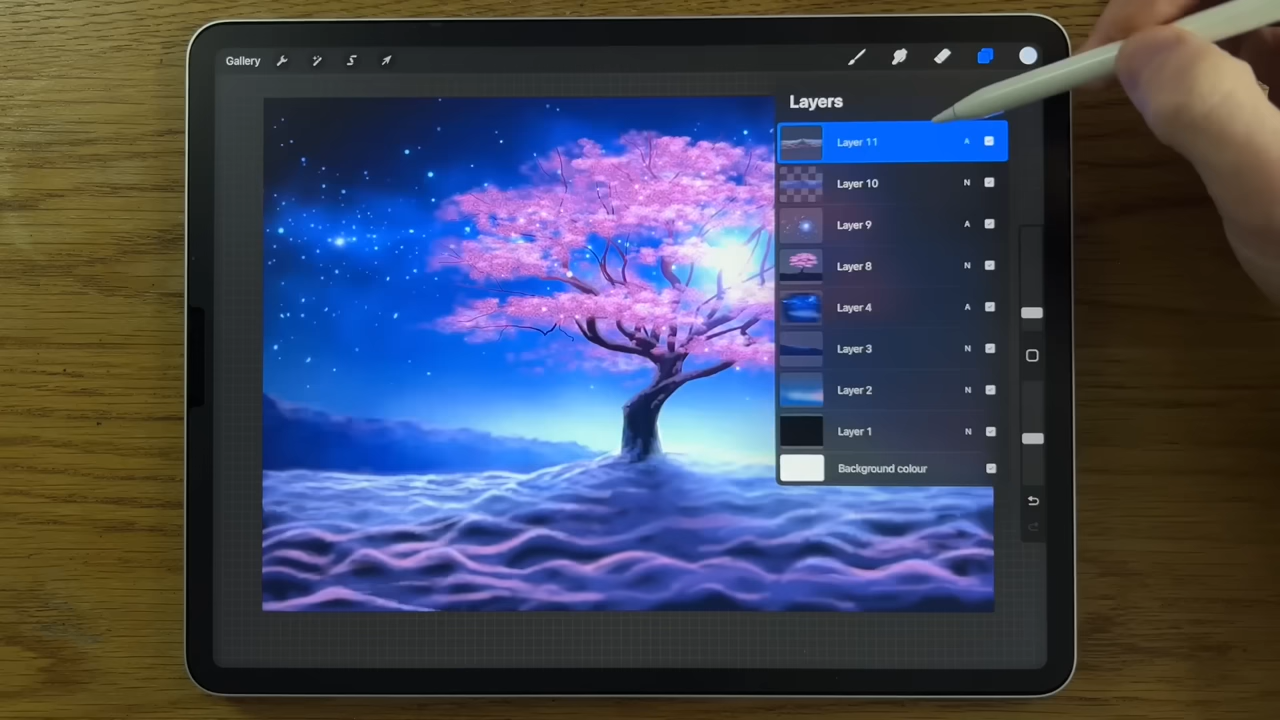 Gallery
Layers
Layer 11 A
Layer 10 N
Layer 9 A
Layer 8 N
Layer 4 A
Layer 3 N
Layer 2 N
Layer 1 N
Background colour